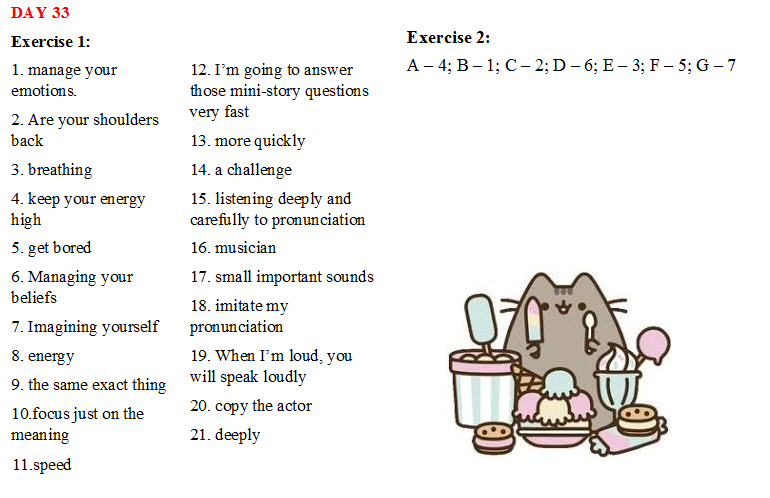 DAY 33
Exercise 1:
1. manage your
emotions.
2. Are your shoulders
back
3. breathing
4. keep your energy
high
5. get bored
6. Managing your
beliefs
7. Imagining yourself
8. energy
9. the same exact thing
10.focus just on the
meaning
11.speed
12. I’m going to answer
those mini-story questions
very fast
13. more quickly
14. a challenge
15. listening deeply and
carefully to pronunciation
16. musician
17. small important sounds
18. imitate my
pronunciation
19. When I’m loud, you
will speak loudly
20. copy the actor
21. deeply
Exercise 2:
A – 4; B – 1; C – 2; D – 6; E – 3; F – 5; G – 7